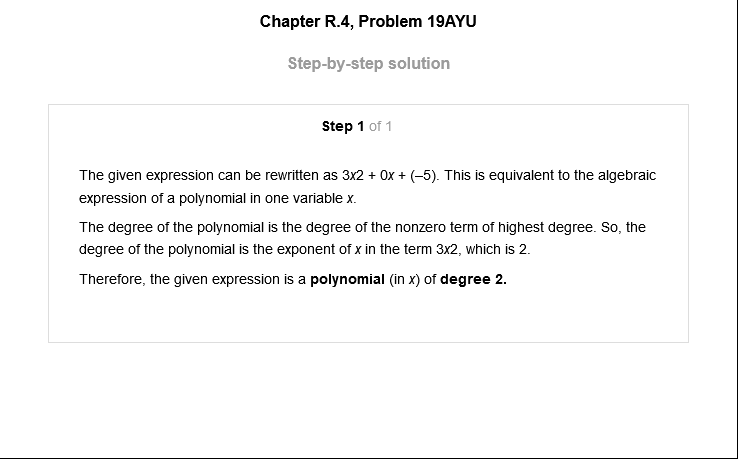 Chapter R.4, Problem 19AYU
Step-by-step solution
Step 1 of 1
The given expression can be rewritten as 3x2 + 0x + (–5). This is equivalent to the algebraic
expression of a polynomial in one variable x.
The degree of the polynomial is the degree of the nonzero term of highest degree. So, the
degree of the polynomial is the exponent of x in the term 3x2, which is 2.
Therefore, the given expression is a polynomial (in x) of degree 2.